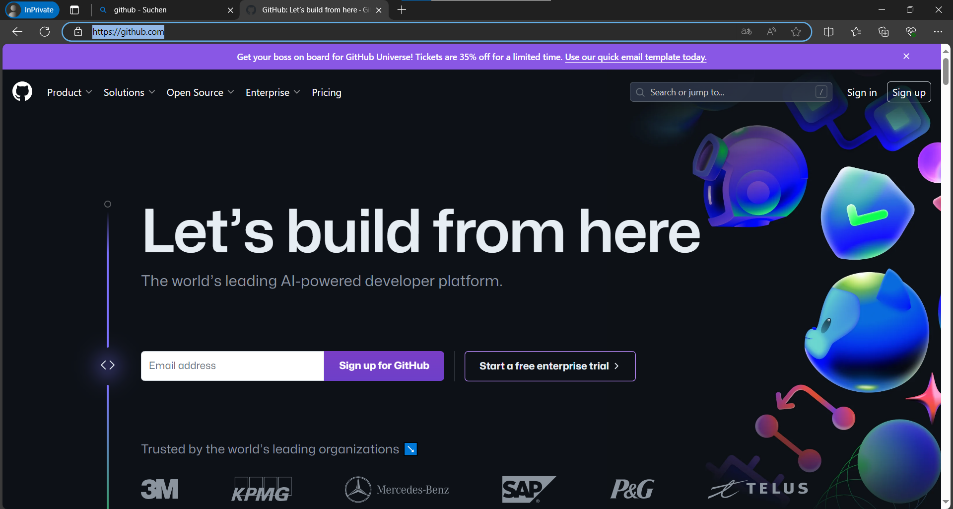 InPrivate
github - Suchen
GitHub: Let's build from here · G
https://github.com
Get your boss on board for GitHub Universe! Tickets are 35% off for a limited time. Use our quick email template today.
Product Solutions Open Source Enterprise Pricing
Search or jump to... /
Sign in
Sign up
Let's build from here
The world's leading AI-powered developer platform.
Email address
Sign up for GitHub
Start a free enterprise trial
Trusted by the world's leading organizations
3M KPMG Mercedes-Benz SAP P&G TELUS